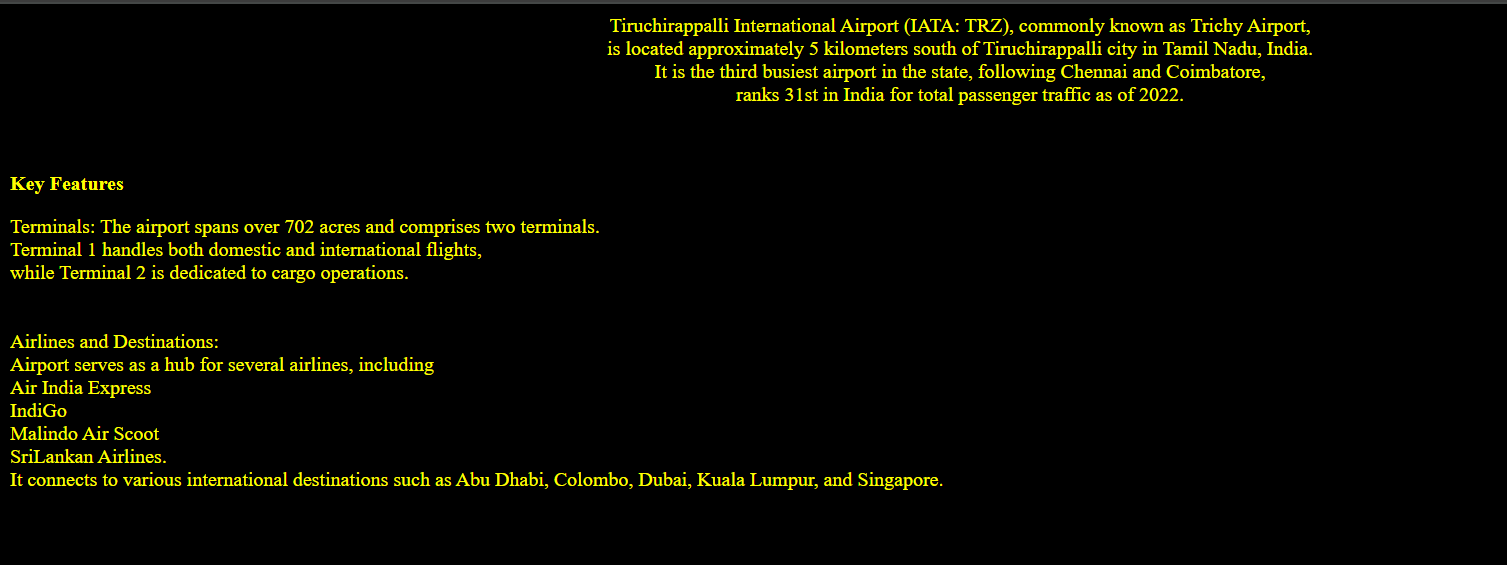 Tiruchirappalli International Airport (IATA: TRZ), commonly known as Trichy Airport,
is located approximately 5 kilometers south of Tiruchirappalli city in Tamil Nadu, India.
It is the third busiest airport in the state, following Chennai and Coimbatore,
ranks 31st in India for total passenger traffic as of 2022.
Key Features
Terminals: The airport spans over 702 acres and comprises two terminals.
Terminal 1 handles both domestic and international flights,
while Terminal 2 is dedicated to cargo operations.
Airlines and Destinations:
Airport serves as a hub for several airlines, including
Air India Express
IndiGo
Malindo Air Scoot
SriLankan Airlines.
It connects to various international destinations such as Abu Dhabi, Colombo, Dubai, Kuala Lumpur, and Singapore.